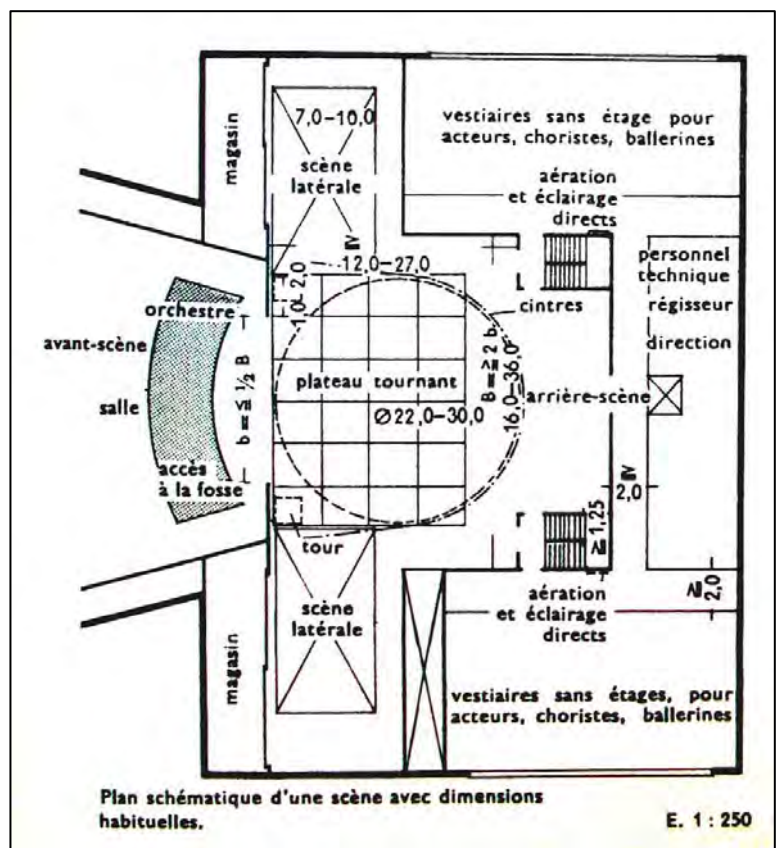 magasin
7,0–10,0
scène
latérale
vestiaires sans étage pour
acteurs, choristes, ballerines
aération
et éclairage
directs
≧
12,0–27,0
1,0–2,0
personnel
technique
régisseur
direction
orchestre
cintres
avant-scène
b = ≦ ½ B
plateau tournant
B = ≧ 2 b
16,0–36,0
arrière-scène
salle
Ø 22,0–30,0
accès
à la fosse
≧
2,0
≧ 1,25
tour
≧ 2,0
magasin
scène
latérale
aération
et éclairage
directs
vestiaires sans étages, pour
acteurs, choristes, ballerines
Plan schématique d'une scène avec dimensions
habituelles.
E. 1 : 250